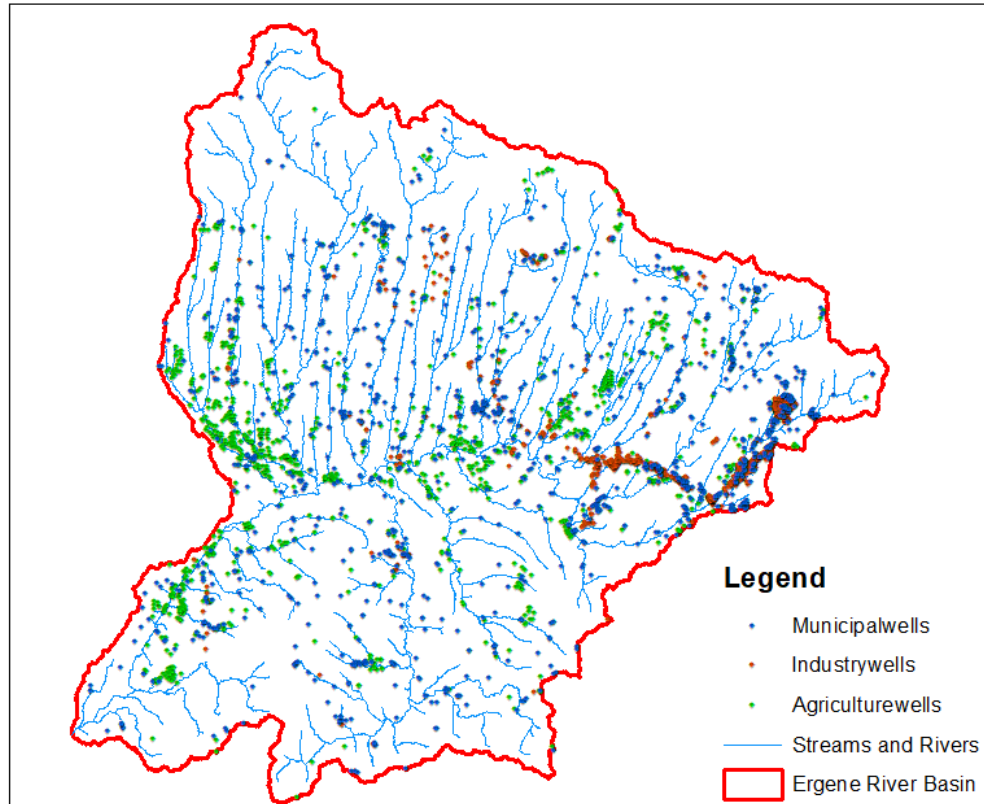 Legend
Municipalwells
Industrywells
Agriculturewells
Streams and Rivers
Ergene River Basin